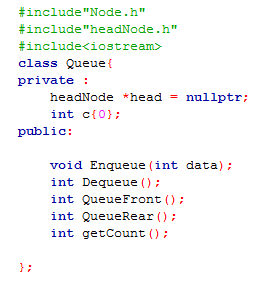 #include"Node.h"
#include"headNode.h"
#include<iostream>
class Queue{
private :
    headNode *head = nullptr;
    int c{0};
public:

    void Enqueue(int data);
    int Dequeue();
    int QueueFront();
    int QueueRear();
    int getCount();

};